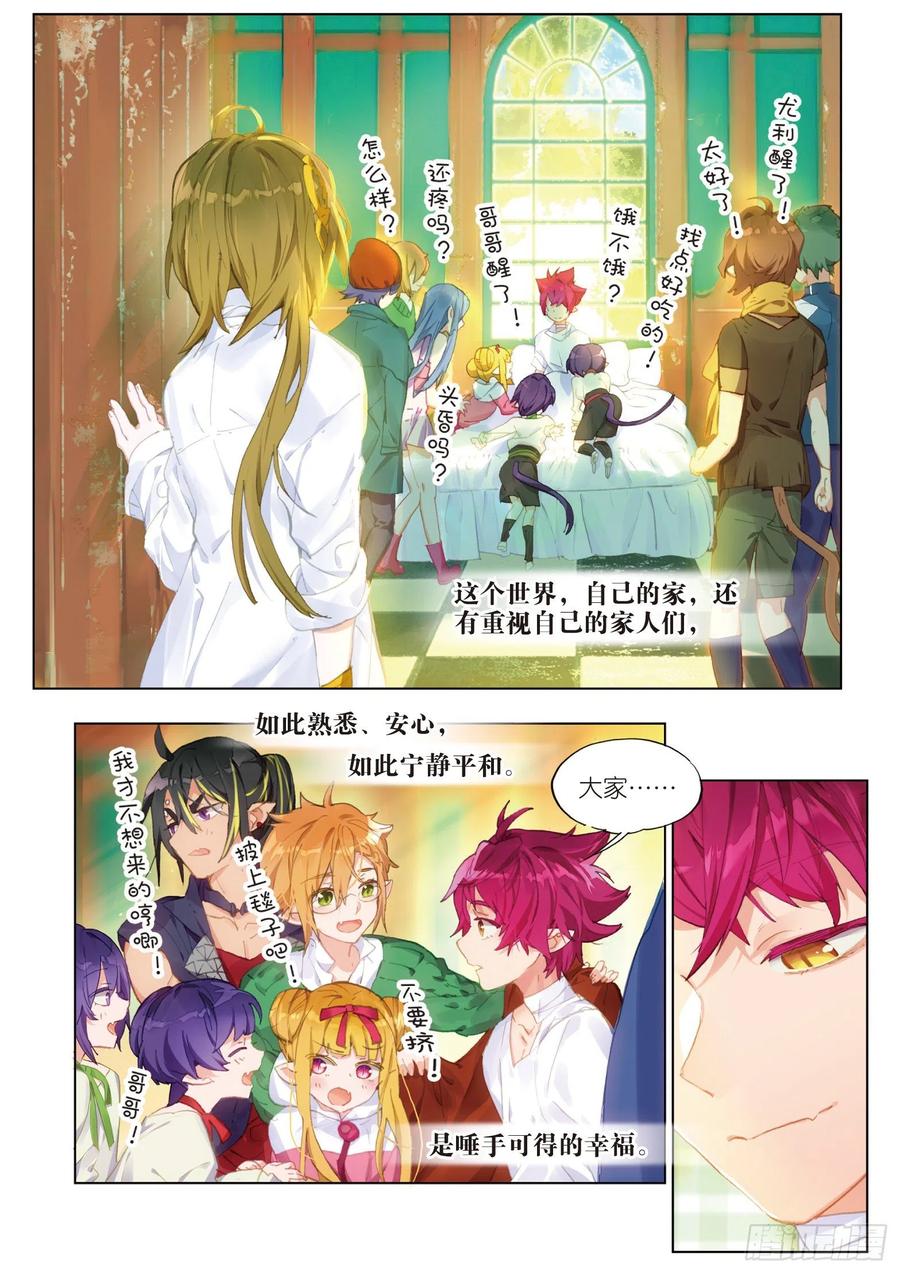 怎么样？
还疼吗？
哥哥醒了！
饿不饿？
找点好吃的！
太好了！
尤利醒了！
头昏吗？
这个世界，自己的家，还
有重视自己的家人们，
如此熟悉、安心，
如此宁静平和。
大家……
我才不想来的哼唧！
披上毯子吧！
不要挤！
哥哥！
是唾手可得的幸福。
腾讯动漫